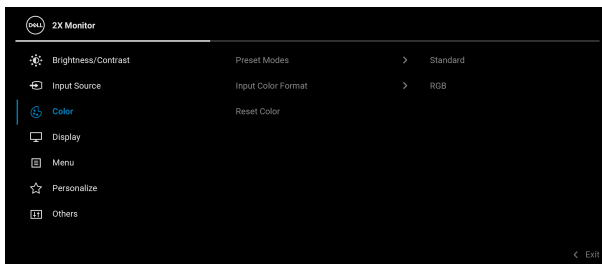 DELL 2X Monitor
Brightness/Contrast Preset Modes > Standard
Input Source Input Color Format > RGB
Color Reset Color
Display
Menu
Personalize
Others
< Exit